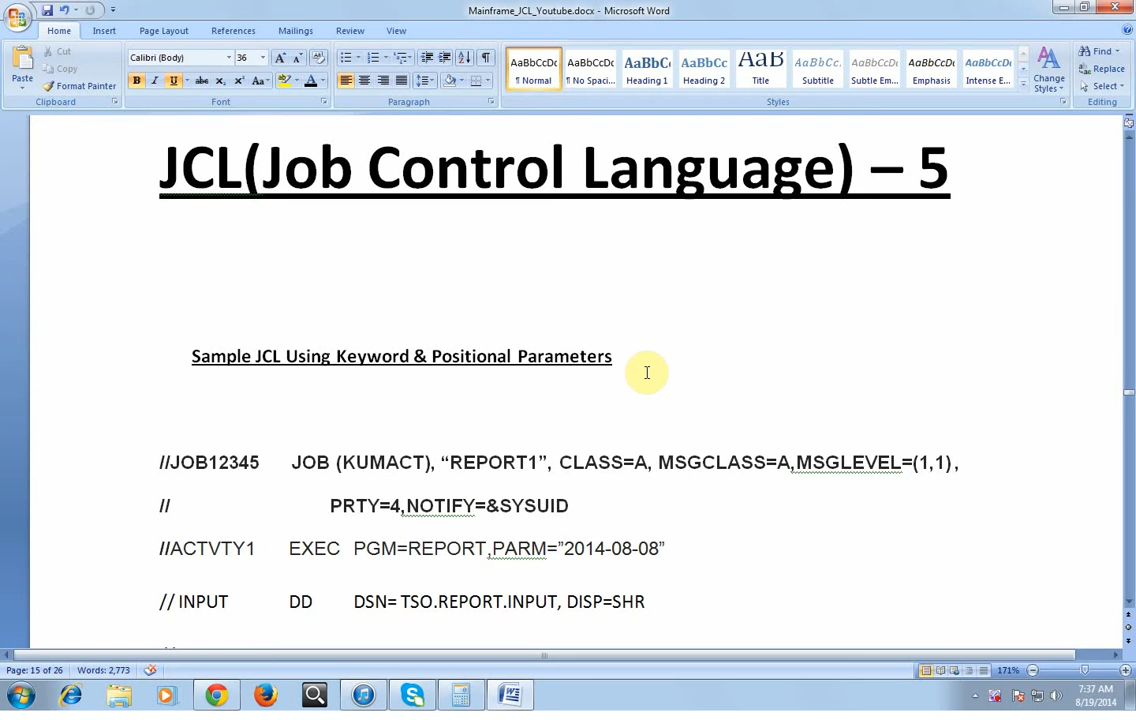 Mainframe_JCL_Youtube.docx - Microsoft Word
Home Insert Page Layout References Mailings Review View
Paste
Cut
Copy
Format Painter
Clipboard
Calibri (Body) 36
B I U abc X₂ X² Aa
Font
Paragraph
AaBbCcDc AaBbCcDc AaBbC AaBbCc AaB AaBbCc. AaBbCcDc AaBbCcDc AaBbCcDc
¶ Normal ¶ No Spaci... Heading 1 Heading 2 Title Subtitle Subtle Em... Emphasis Intense E...
Styles
Change
Styles
Find
Replace
Select
Editing
JCL(Job Control Language) – 5
Sample JCL Using Keyword & Positional Parameters
//JOB12345 JOB (KUMACT), “REPORT1”, CLASS=A, MSGCLASS=A,MSGLEVEL=(1,1),
// PRTY=4,NOTIFY=&SYSUID
//ACTVTY1 EXEC PGM=REPORT,PARM=”2014-08-08”
// INPUT DD DSN= TSO.REPORT.INPUT, DISP=SHR
Page: 15 of 26 Words: 2,773 171%
7:37 AM
8/19/2014